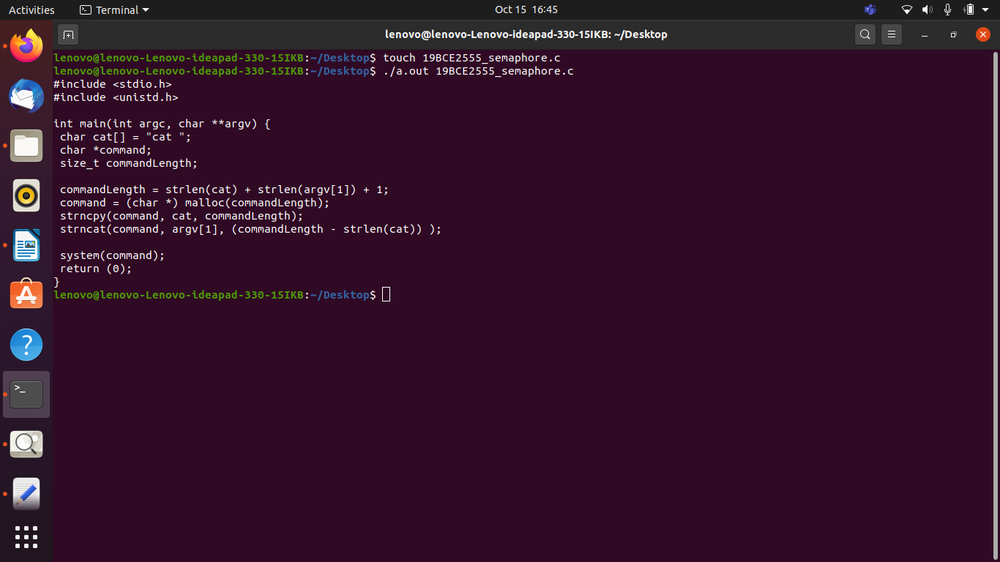 Activities Terminal Oct 15 16:45
lenovo@lenovo-Lenovo-ideapad-330-15IKB: ~/Desktop
lenovo@lenovo-Lenovo-ideapad-330-15IKB:~/Desktop$ touch 19BCE2555_semaphore.c
lenovo@lenovo-Lenovo-ideapad-330-15IKB:~/Desktop$ ./a.out 19BCE2555_semaphore.c
#include <stdio.h>
#include <unistd.h>

int main(int argc, char **argv) {
 char cat[] = "cat ";
 char *command;
 size_t commandLength;

 commandLength = strlen(cat) + strlen(argv[1]) + 1;
 command = (char *) malloc(commandLength);
 strncpy(command, cat, commandLength);
 strncat(command, argv[1], (commandLength - strlen(cat)) );

 system(command);
 return (0);
}
lenovo@lenovo-Lenovo-ideapad-330-15IKB:~/Desktop$